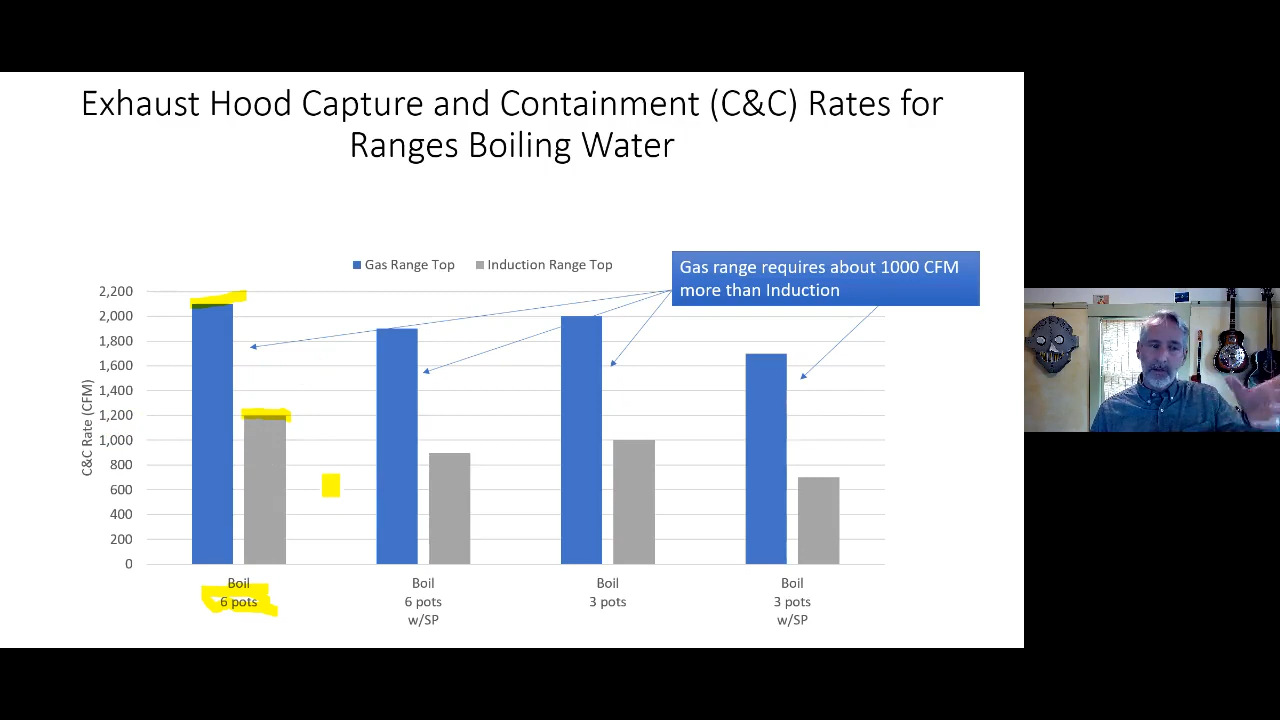 Exhaust Hood Capture and Containment (C&C) Rates for
Ranges Boiling Water
Gas Range Top
Induction Range Top
Gas range requires about 1000 CFM
more than Induction
C&C Rate (CFM)
2,200
2,000
1,800
1,600
1,400
1,200
1,000
800
600
400
200
0
Boil
6 pots
Boil
6 pots
w/SP
Boil
3 pots
Boil
3 pots
w/SP